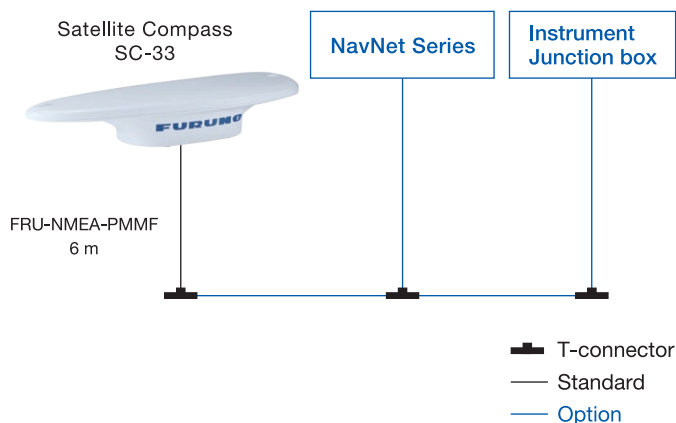 Satellite Compass
SC-33
NavNet Series
Instrument
Junction box
FURUNO
FRU-NMEA-PMMF
6 m
T-connector
Standard
Option